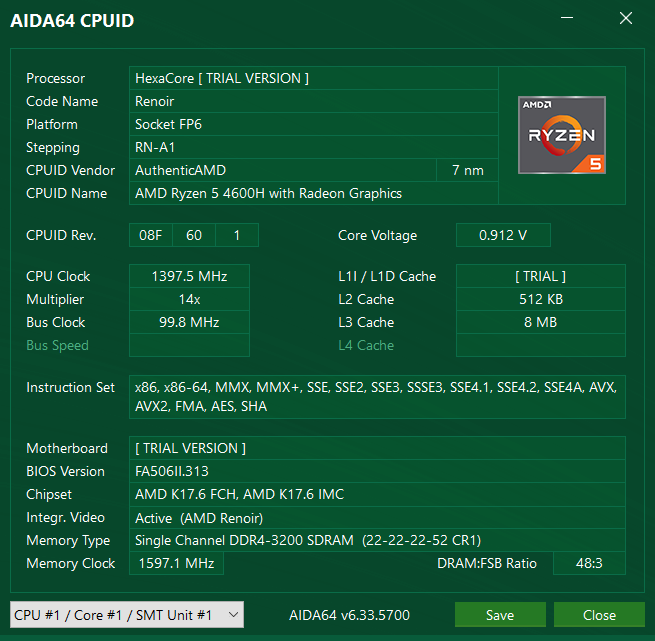 AIDA64 CPUID
Processor HexaCore [ TRIAL VERSION ]
Code Name Renoir
Platform Socket FP6
Stepping RN-A1
CPUID Vendor AuthenticAMD 7 nm
CPUID Name AMD Ryzen 5 4600H with Radeon Graphics
AMD
RYZEN
5
CPUID Rev. 08F 60 1 Core Voltage 0.912 V
CPU Clock 1397.5 MHz L1I / L1D Cache [ TRIAL ]
Multiplier 14x L2 Cache 512 KB
Bus Clock 99.8 MHz L3 Cache 8 MB
Bus Speed L4 Cache
Instruction Set x86, x86-64, MMX, MMX+, SSE, SSE2, SSE3, SSSE3, SSE4.1, SSE4.2, SSE4A, AVX,
AVX2, FMA, AES, SHA
Motherboard [ TRIAL VERSION ]
BIOS Version FA506II.313
Chipset AMD K17.6 FCH, AMD K17.6 IMC
Integr. Video Active (AMD Renoir)
Memory Type Single Channel DDR4-3200 SDRAM (22-22-22-52 CR1)
Memory Clock 1597.1 MHz DRAM:FSB Ratio 48:3
CPU #1 / Core #1 / SMT Unit #1 AIDA64 v6.33.5700 Save Close